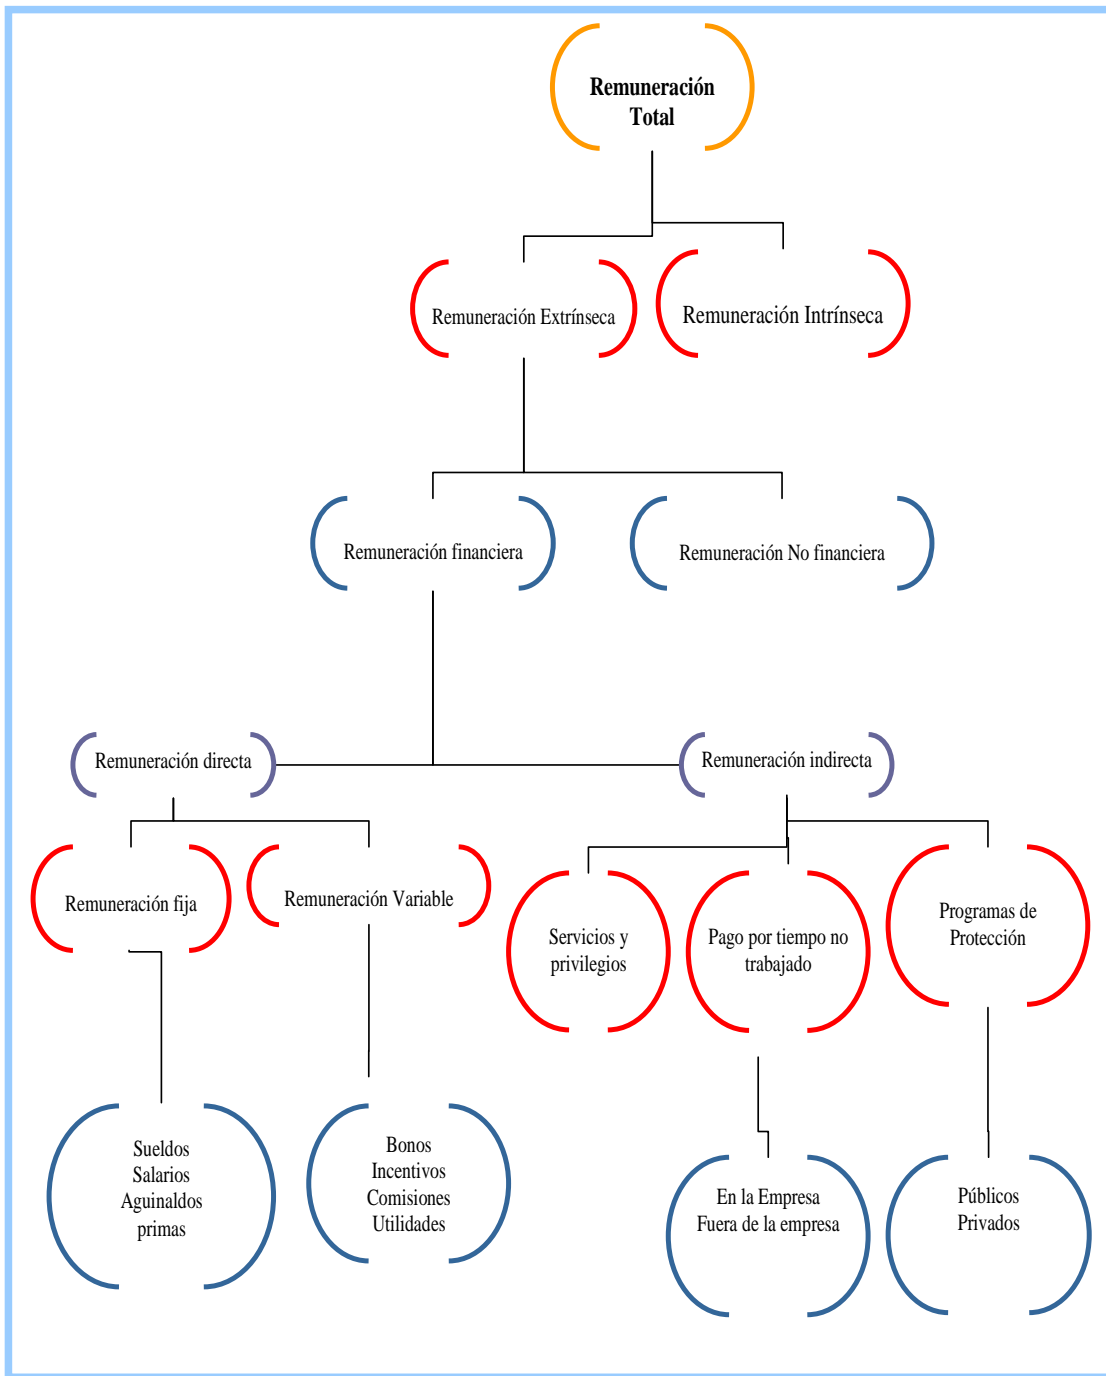 Remuneración
Total
Remuneración Extrínseca
Remuneración Intrínseca
Remuneración financiera
Remuneración No financiera
Remuneración directa
Remuneración indirecta
Remuneración fija
Remuneración Variable
Servicios y
privilegios
Pago por tiempo no
trabajado
Programas de
Protección
Sueldos
Salarios
Aguinaldos
primas
Bonos
Incentivos
Comisiones
Utilidades
En la Empresa
Fuera de la empresa
Públicos
Privados